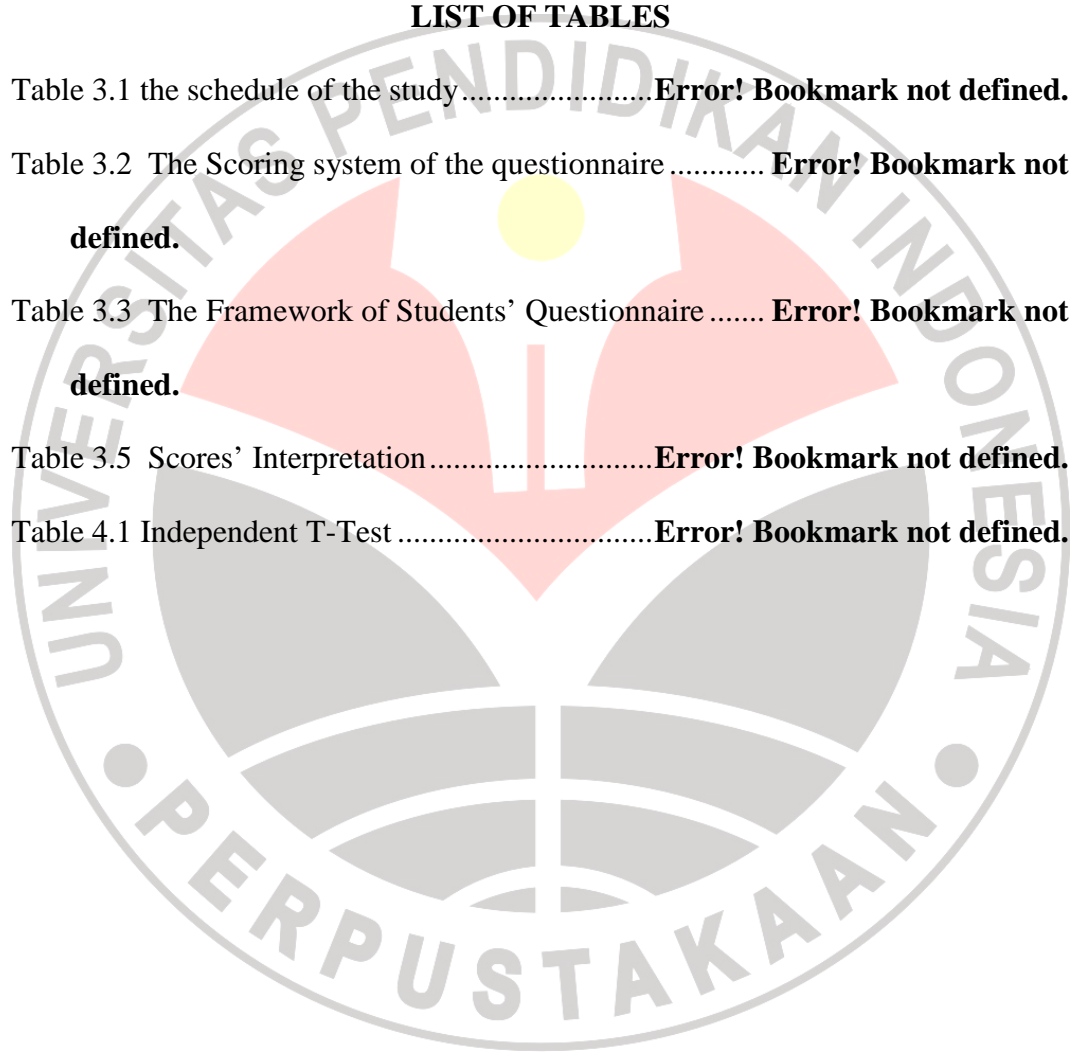 LIST OF TABLES
Table 3.1 the schedule of the study.......................Error! Bookmark not defined.
Table 3.2  The Scoring system of the questionnaire ............ Error! Bookmark not
defined.
Table 3.3  The Framework of Students’ Questionnaire ....... Error! Bookmark not
defined.
Table 3.5  Scores’ Interpretation...........................Error! Bookmark not defined.
Table 4.1 Independent T-Test ..............................Error! Bookmark not defined.
UNIVERSITAS PENDIDIKAN INDONESIA
PERPUSTAKAAN